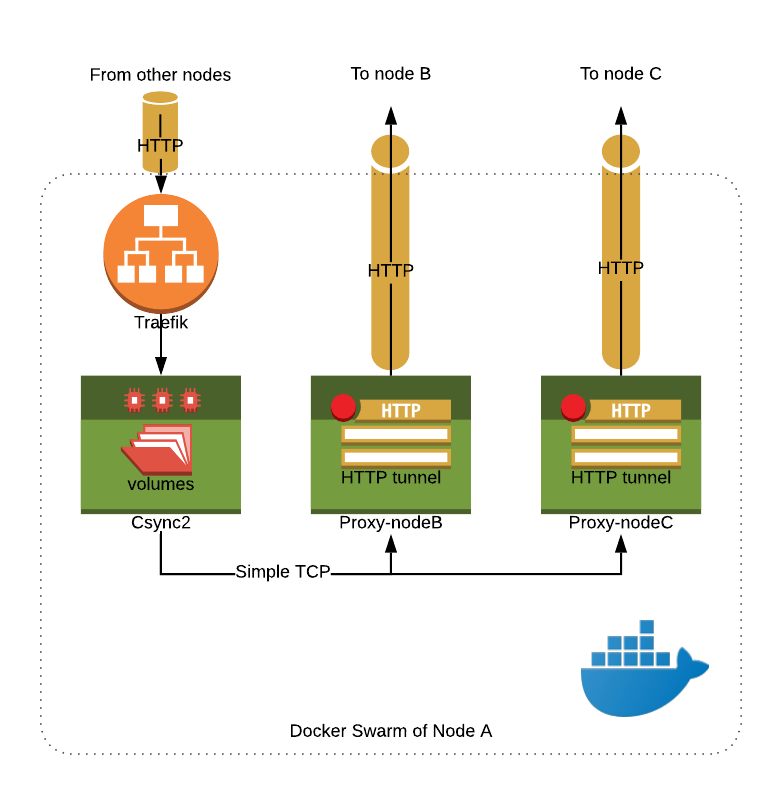 From other nodes
To node B
To node C
HTTP
HTTP
HTTP
Traefik
HTTP
HTTP
volumes
HTTP tunnel
HTTP tunnel
Csync2
Proxy-nodeB
Proxy-nodeC
Simple TCP
Docker Swarm of Node A